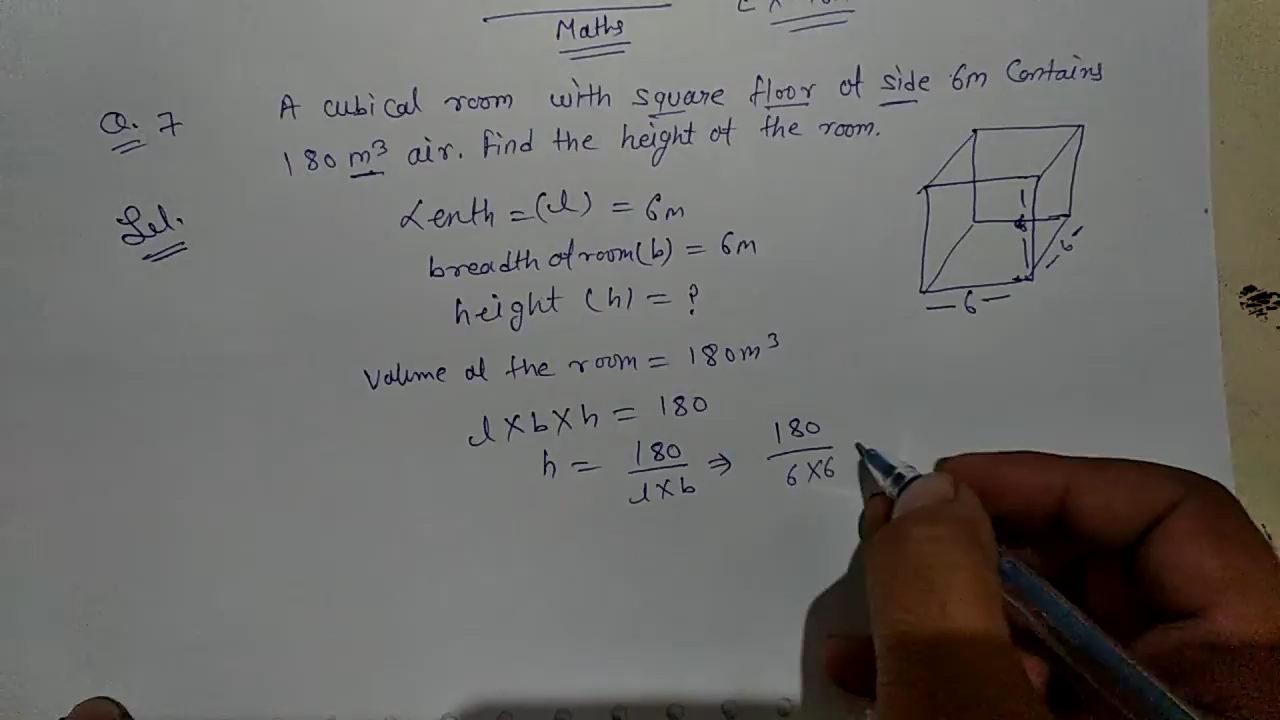 Maths
Q. 7 A cubical room with square floor of side 6m Contains
180 m³ air. Find the height of the room.
Sol. Lenth = (l) = 6m
breadth of room (b) = 6m
height (h) = ?
Volume of the room = 180m³
l × b × h = 180
h = 180 / l × b ⇒ 180 / 6 × 6
— 6 —
— 6 —